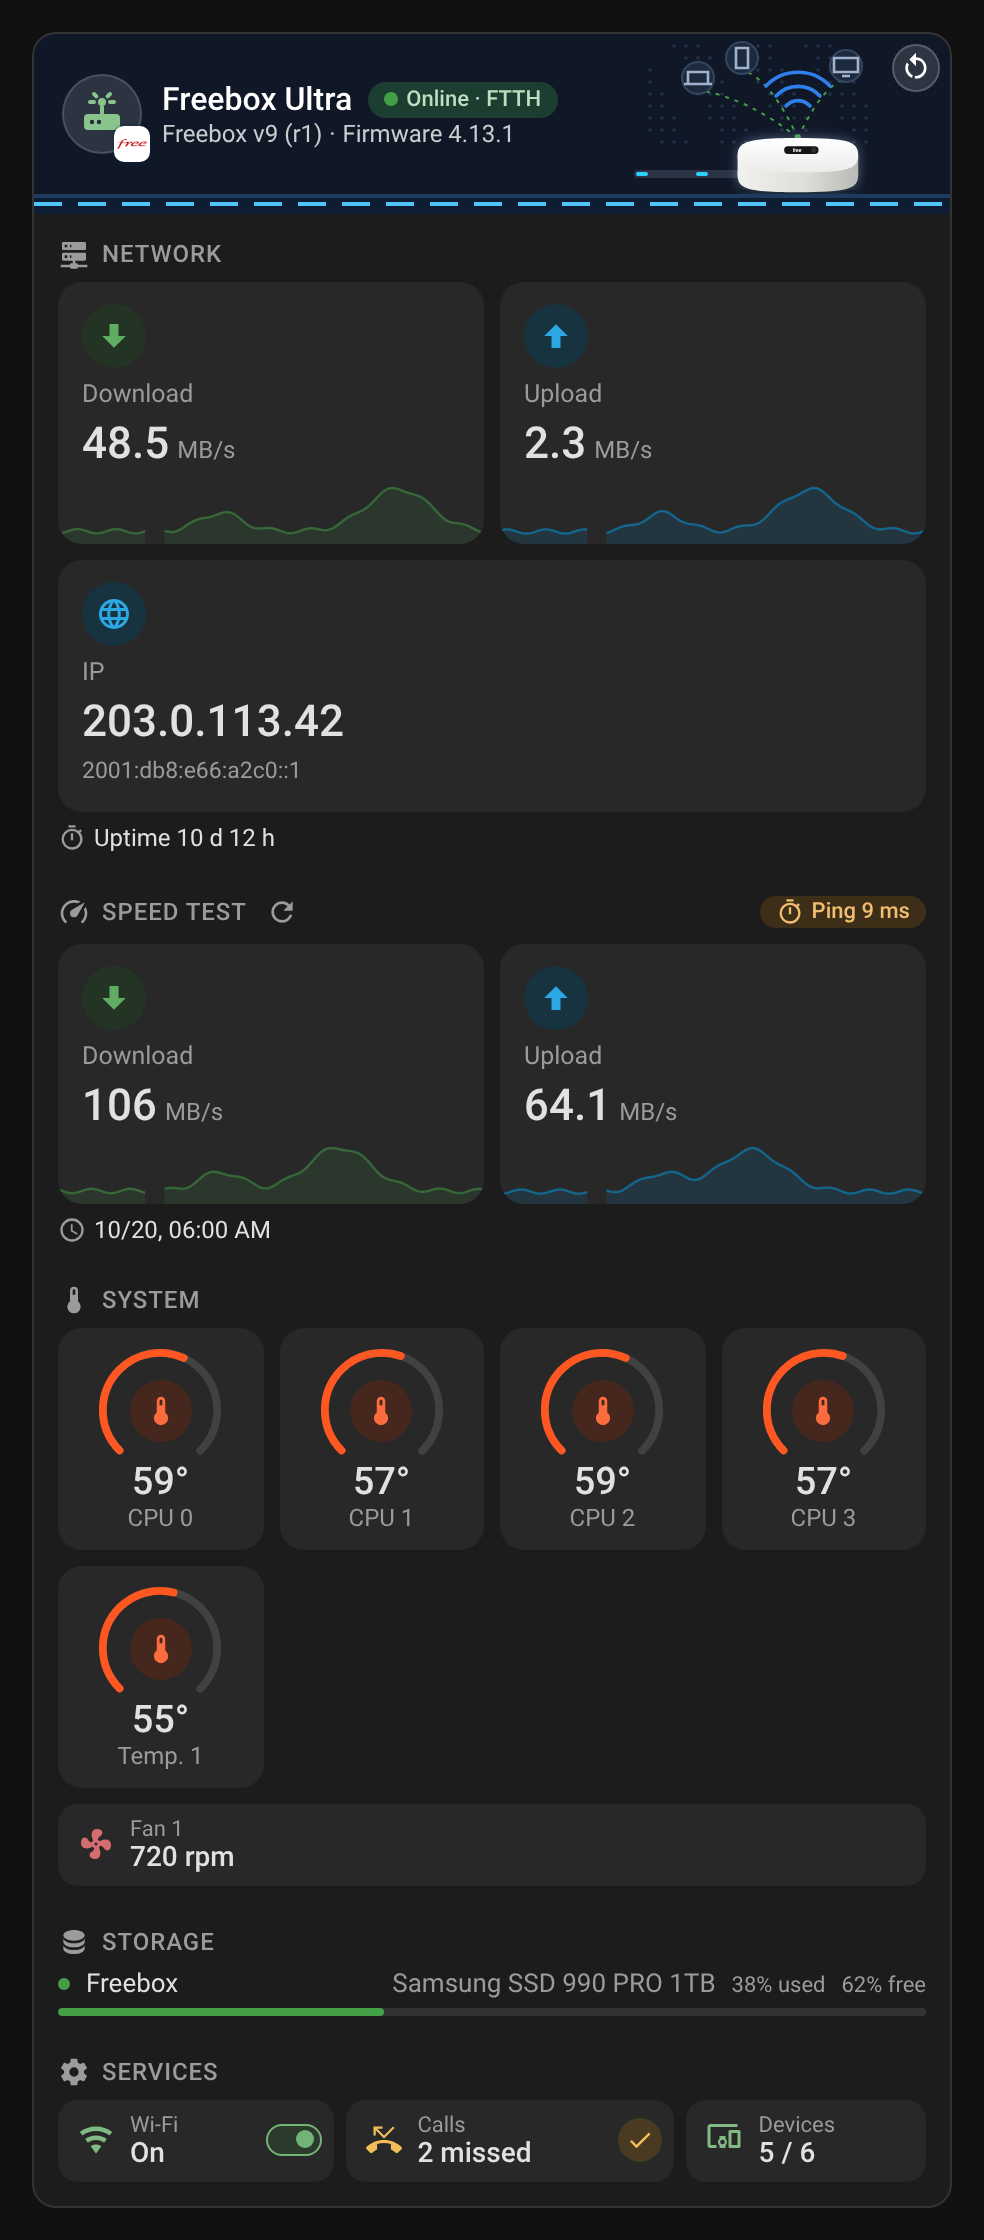 Freebox Ultra
Online · FTTH
free
Freebox v9 (r1) · Firmware 4.13.1
free
NETWORK
Download
48.5 MB/s
Upload
2.3 MB/s
IP
203.0.113.42
2001:db8:e66:a2c0::1
Uptime 10 d 12 h
SPEED TEST
Ping 9 ms
Download
106 MB/s
Upload
64.1 MB/s
10/20, 06:00 AM
SYSTEM
59°
CPU 0
57°
CPU 1
59°
CPU 2
57°
CPU 3
55°
Temp. 1
Fan 1
720 rpm
STORAGE
Freebox
Samsung SSD 990 PRO 1TB 38% used 62% free
SERVICES
Wi-Fi
On
Calls
2 missed
Devices
5 / 6